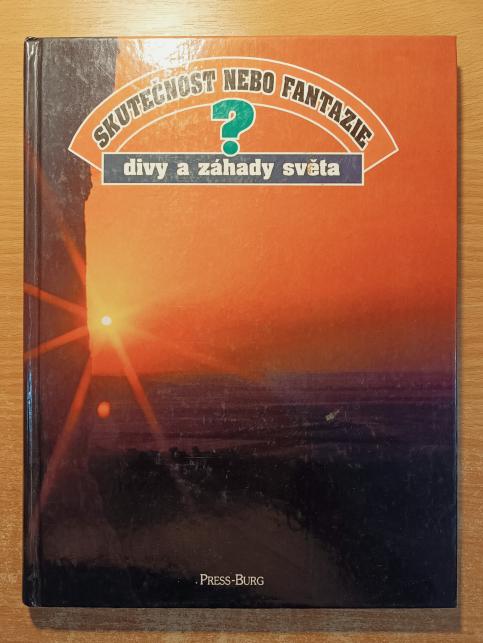 SKUTEČNOST NEBO FANTAZIE
?
divy a záhady světa
PRESS-BURG